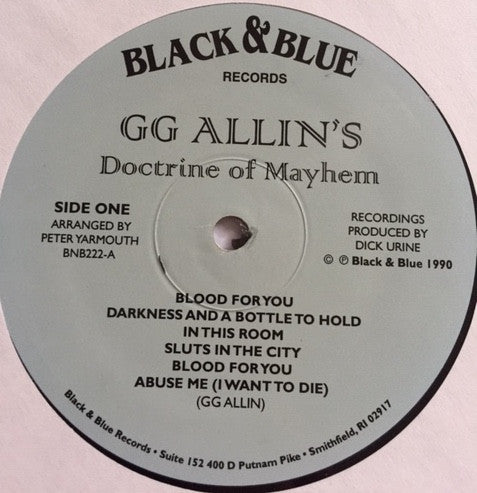 BLACK & BLUE
RECORDS
GG ALLIN'S
Doctrine of Mayhem
SIDE ONE
ARRANGED BY
PETER YARMOUTH
BNB222-A
RECORDINGS
PRODUCED BY
DICK URINE
© ℗ Black & Blue 1990
BLOOD FOR YOU
DARKNESS AND A BOTTLE TO HOLD
IN THIS ROOM
SLUTS IN THE CITY
BLOOD FOR YOU
ABUSE ME (I WANT TO DIE)
(GG ALLIN)
Black & Blue Records • Suite 152 400 D Putnam Pike • Smithfield, RI 02917